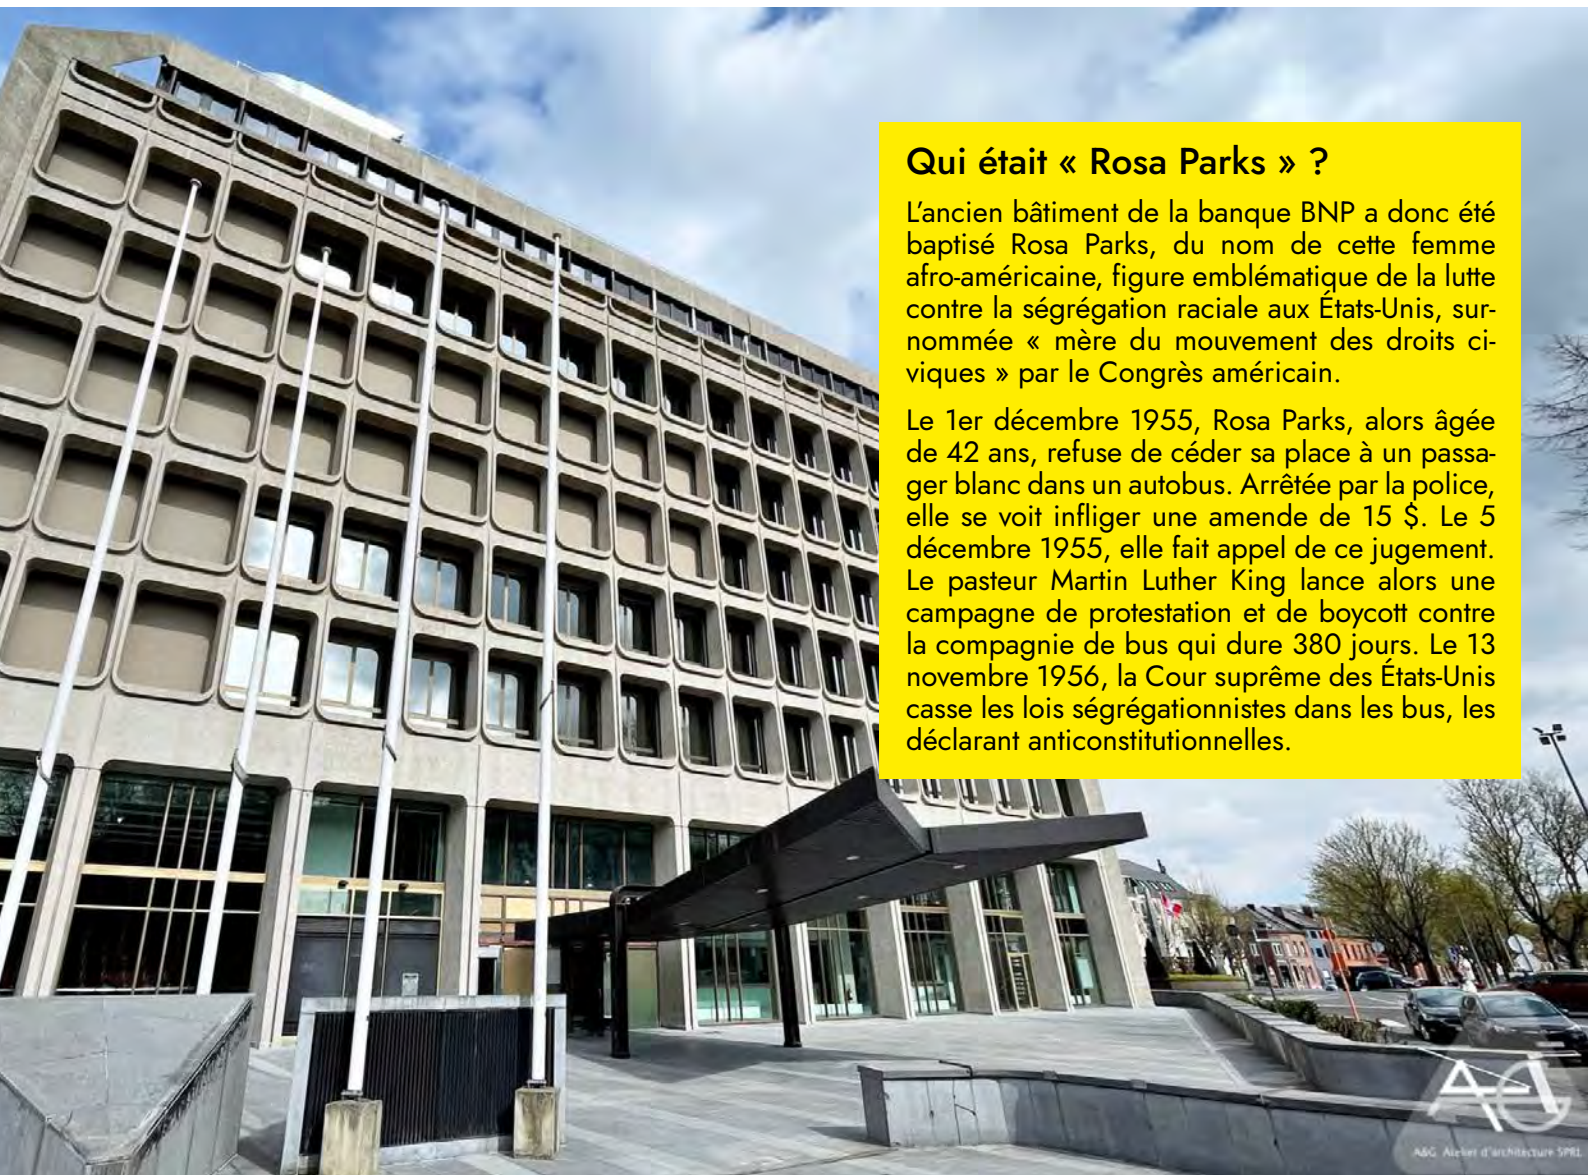 Qui était « Rosa Parks » ?
L'ancien bâtiment de la banque BNP a donc été
baptisé Rosa Parks, du nom de cette femme
afro-américaine, figure emblématique de la lutte
contre la ségrégation raciale aux États-Unis, sur-
nommée « mère du mouvement des droits ci-
viques » par le Congrès américain.
Le 1er décembre 1955, Rosa Parks, alors âgée
de 42 ans, refuse de céder sa place à un passa-
ger blanc dans un autobus. Arrêtée par la police,
elle se voit infliger une amende de 15 $. Le 5
décembre 1955, elle fait appel de ce jugement.
Le pasteur Martin Luther King lance alors une
campagne de protestation et de boycott contre
la compagnie de bus qui dure 380 jours. Le 13
novembre 1956, la Cour suprême des États-Unis
casse les lois ségrégationnistes dans les bus, les
déclarant anticonstitutionnelles.
A&G Atelier d'architecture SPRL